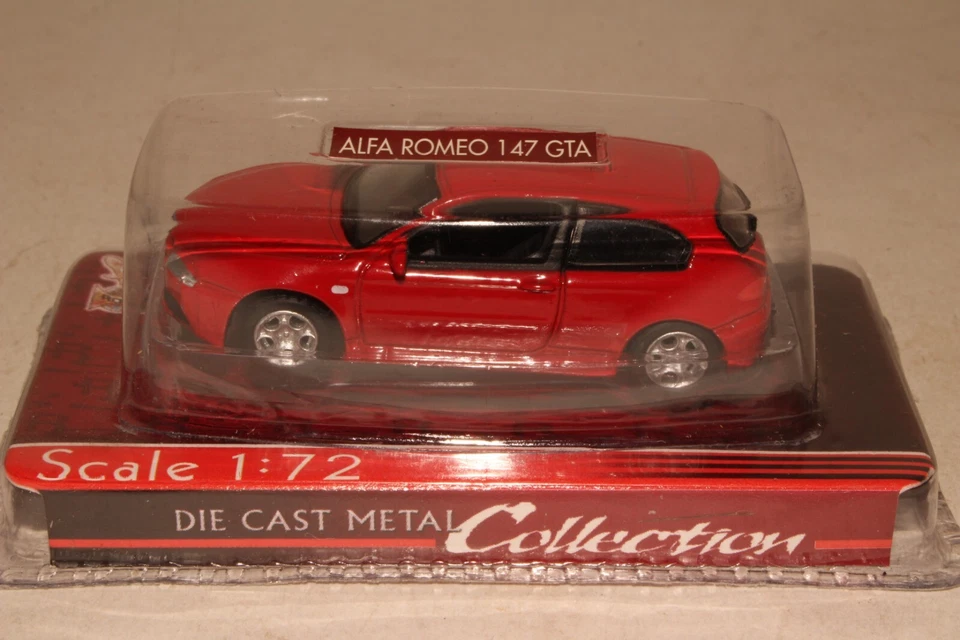 ALFA ROMEO 147 GTA
Scale 1:72
DIE CAST METAL Collection